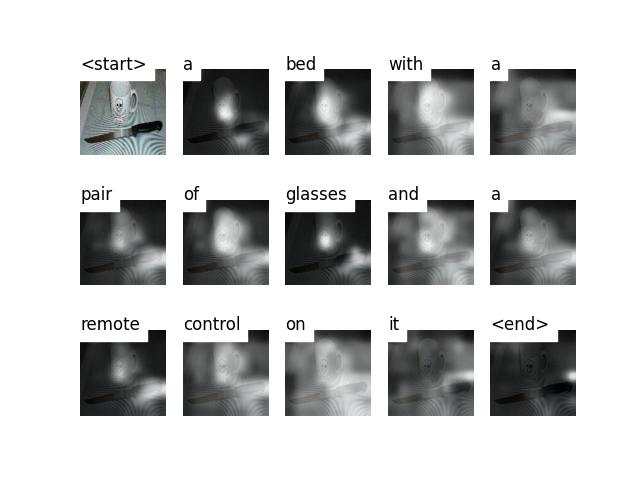 <start> a bed with a
pair of glasses and a
remote control on it <end>